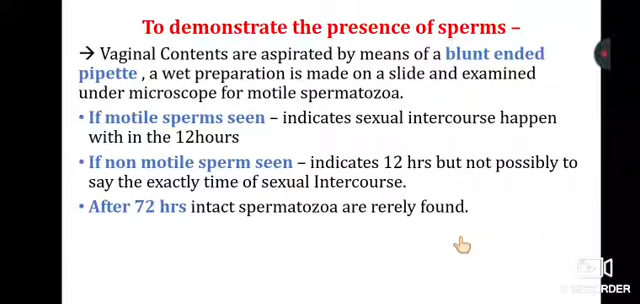 To demonstrate the presence of sperms –
→ Vaginal Contents are aspirated by means of a blunt ended
pipette , a wet preparation is made on a slide and examined
under microscope for motile spermatozoa.
• If motile sperms seen – indicates sexual intercourse happen
with in the 12hours
• If non motile sperm seen – indicates 12 hrs but not possibly to
say the exactly time of sexual Intercourse.
• After 72 hrs intact spermatozoa are rerely found.